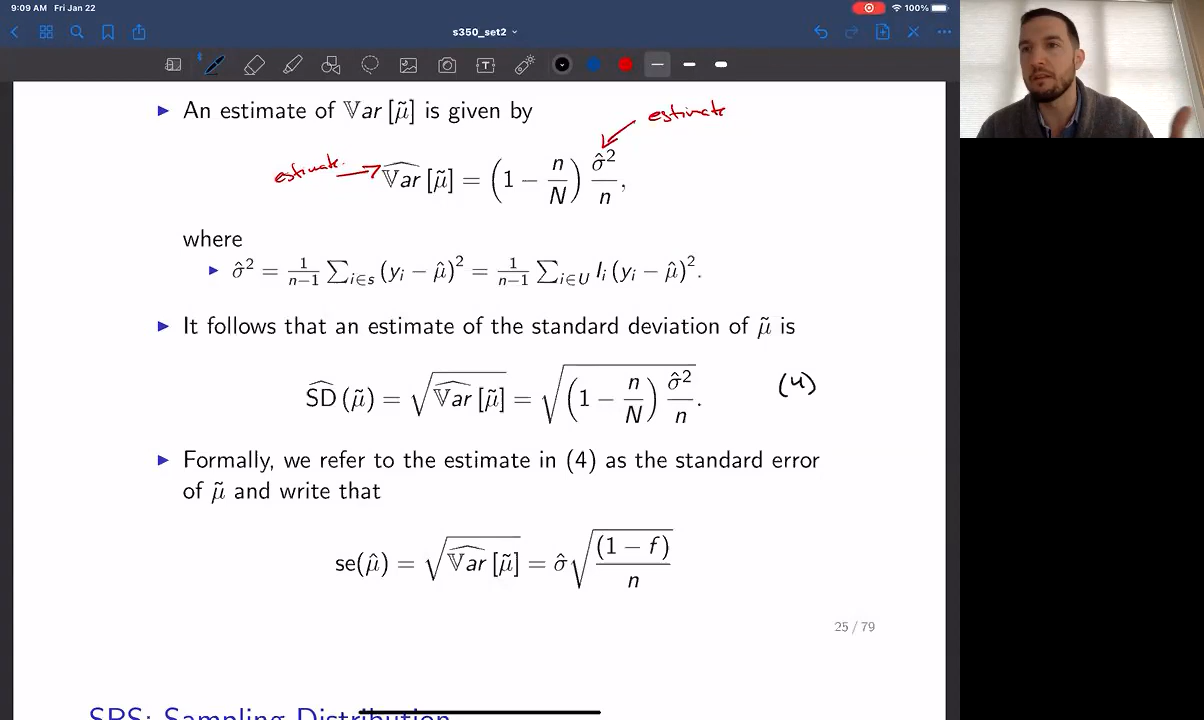 9:09 AM Fri Jan 22
100%
s350_set2
▶ An estimate of 𝕍ar [μ̃] is given by
estimate
estimate.
𝕍ar̂ [μ̃] = (1 − n/N) σ̂²/n,
where
▶ σ̂² = 1/(n−1) ∑_{i∈s} (y_i − μ̂)² = 1/(n−1) ∑_{i∈U} I_i (y_i − μ̂)².
▶ It follows that an estimate of the standard deviation of μ̃ is
SD̂ (μ̃) = √(𝕍ar̂ [μ̃]) = √((1 − n/N) σ̂²/n). (4)
▶ Formally, we refer to the estimate in (4) as the standard error
of μ̃ and write that
se(μ̂) = √(𝕍ar̂ [μ̃]) = σ̂ √((1 − f)/n)
25 / 79
SRS: Sampling Distribution